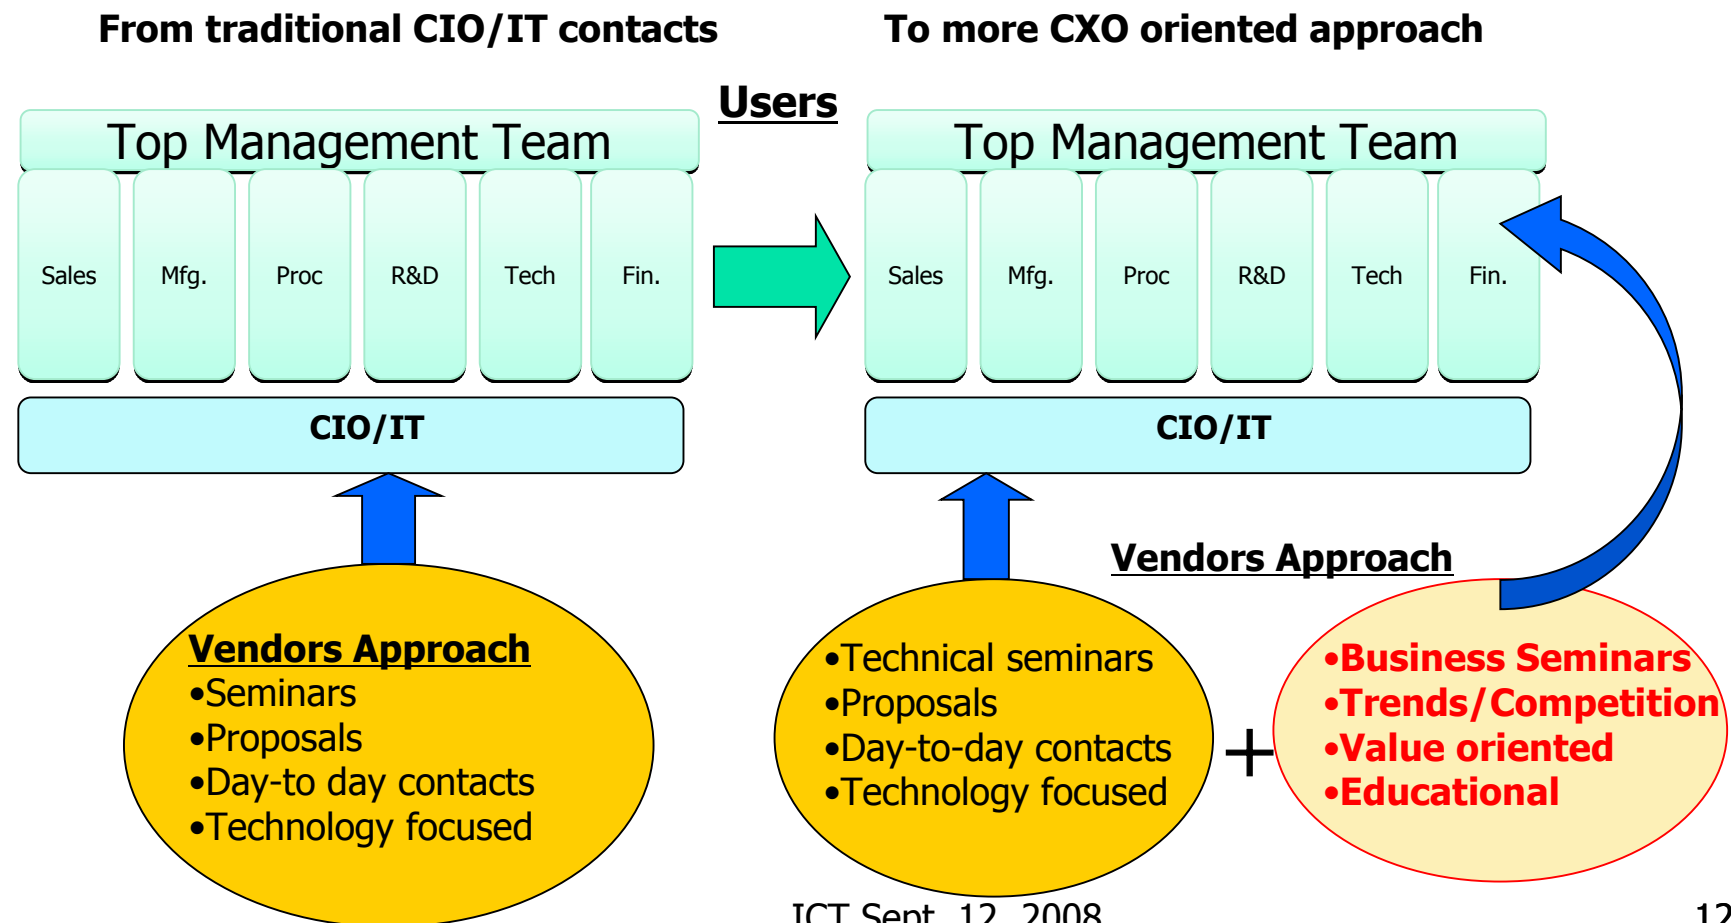 From traditional CIO/IT contacts
To more CXO oriented approach
Users
Top Management Team
Sales
Mfg.
Proc
R&D
Tech
Fin.
CIO/IT
Vendors Approach
•Seminars
•Proposals
•Day-to day contacts
•Technology focused
Top Management Team
Sales
Mfg.
Proc
R&D
Tech
Fin.
CIO/IT
Vendors Approach
•Technical seminars
•Proposals
•Day-to-day contacts
•Technology focused
+
•Business Seminars
•Trends/Competition
•Value oriented
•Educational
ICT Sept. 12, 2008
12